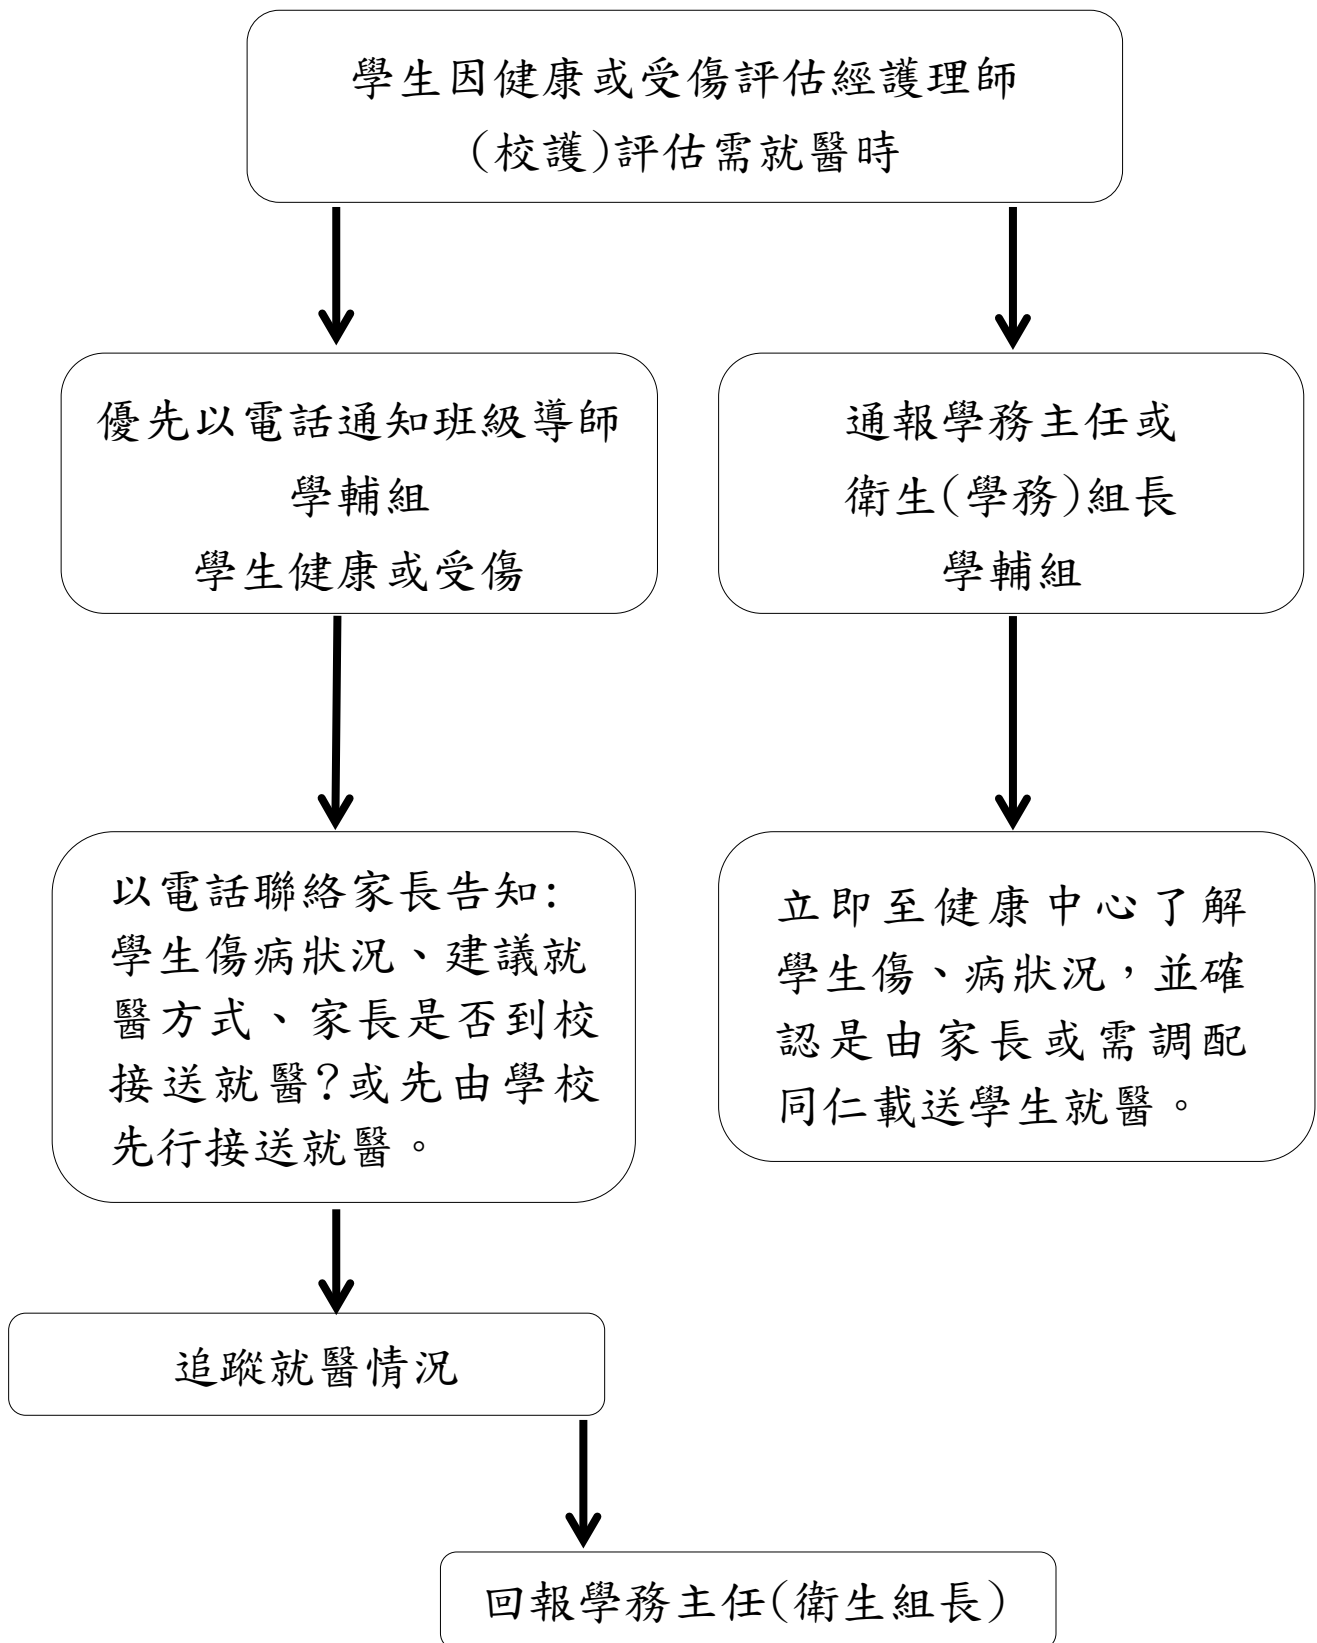 學生因健康或受傷評估經護理師
(校護)評估需就醫時
優先以電話通知班級導師
學輔組
學生健康或受傷
通報學務主任或
衛生(學務)組長
學輔組
以電話聯絡家長告知:
學生傷病狀況、建議就
醫方式、家長是否到校
接送就醫?或先由學校
先行接送就醫。
立即至健康中心了解
學生傷、病狀況,並確
認是由家長或需調配
同仁載送學生就醫。
追蹤就醫情況
回報學務主任(衛生組長)